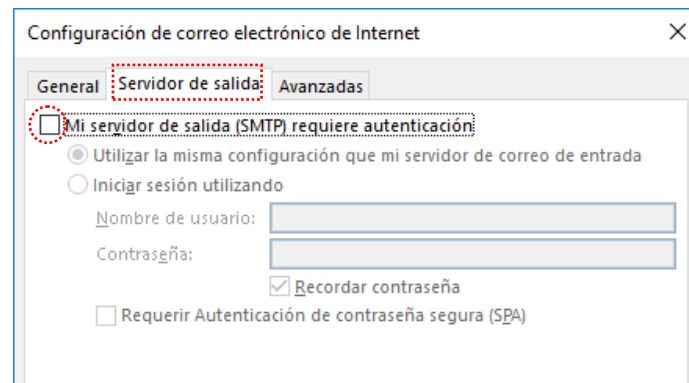 Configuración de correo electrónico de Internet
General Servidor de salida Avanzadas
Mi servidor de salida (SMTP) requiere autenticación
Utilizar la misma configuración que mi servidor de correo de entrada
Iniciar sesión utilizando
Nombre de usuario:
Contraseña:
Recordar contraseña
Requerir Autenticación de contraseña segura (SPA)